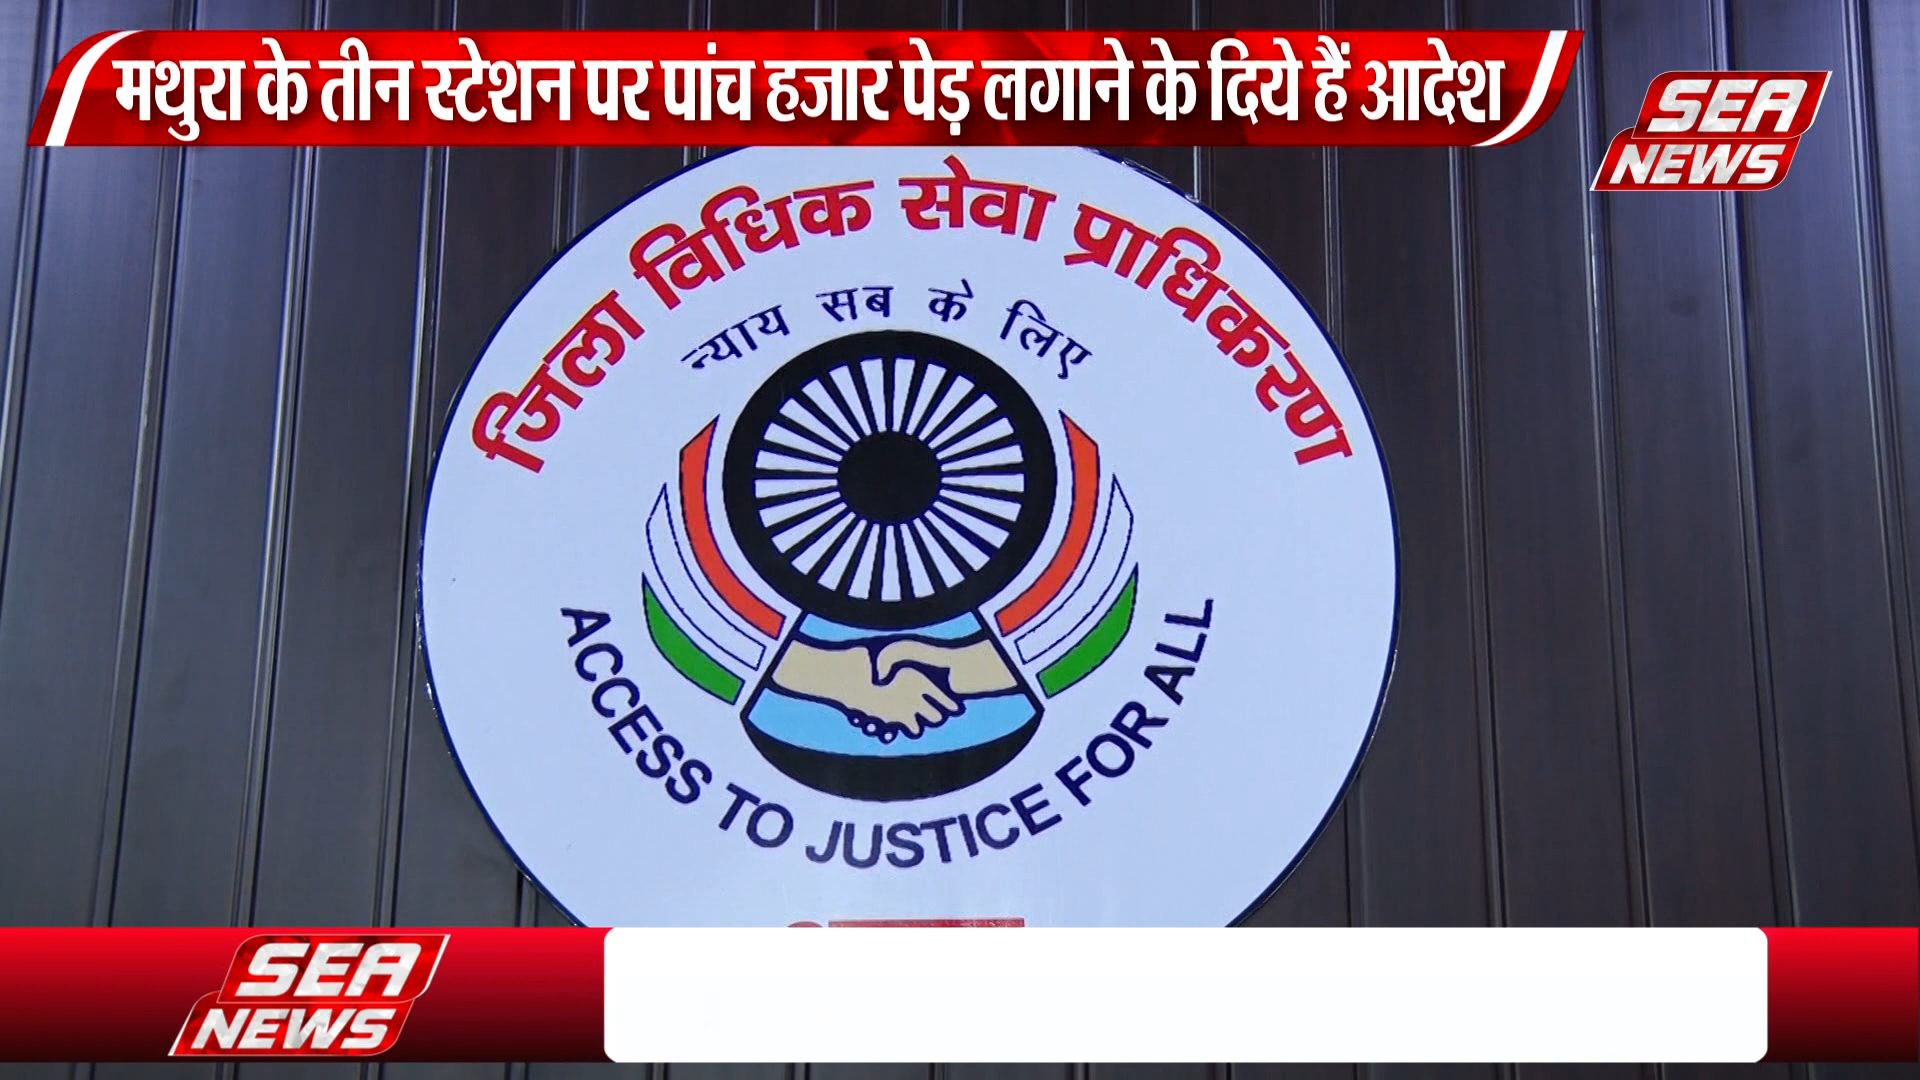 मथुरा के तीन स्टेशन पर पांच हजार पेड़ लगाने के दिये हैं आदेश
SEA
NEWS
जिला विधिक सेवा प्राधिकरण
न्याय सब के लिए
ACCESS TO JUSTICE FOR ALL
SEA
NEWS